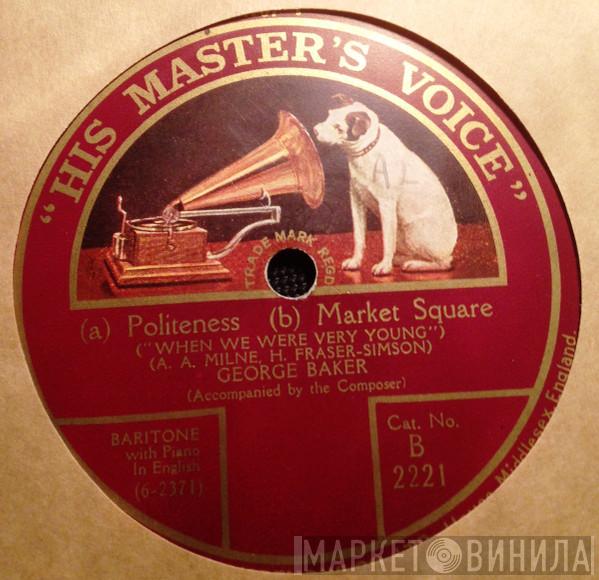 "HIS MASTER'S VOICE"
TRADE MARK REGD
(a) Politeness (b) Market Square
("WHEN WE WERE VERY YOUNG")
(A. A. MILNE, H. FRASER-SIMSON)
GEORGE BAKER
(Accompanied by the Composer)
BARITONE
with Piano
In English
(6-2371)
Cat. No.
B
2221
Middlesex, England.
МАРКЕТ ВИНИЛА